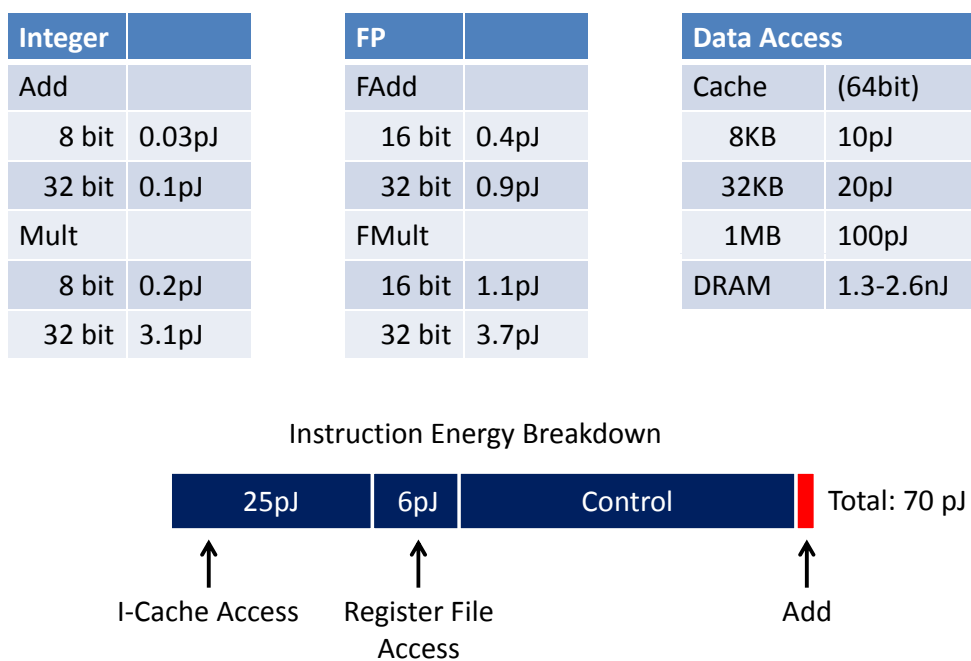 Integer
Add
8 bit 0.03pJ
32 bit 0.1pJ
Mult
8 bit 0.2pJ
32 bit 3.1pJ
FP
FAdd
16 bit 0.4pJ
32 bit 0.9pJ
FMult
16 bit 1.1pJ
32 bit 3.7pJ
Data Access
Cache (64bit)
8KB 10pJ
32KB 20pJ
1MB 100pJ
DRAM 1.3-2.6nJ
Instruction Energy Breakdown
25pJ 6pJ Control Total: 70 pJ
I-Cache Access Register File Add
Access